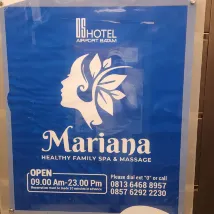 OS HOTEL
AIRPORT BATAM
Mariana
HEALTHY FAMILY SPA & MASSAGE
OPEN
09.00 Am-23.00 Pm
Please dial ext "0" or call
0813 6468 8957
0857 6292 2230